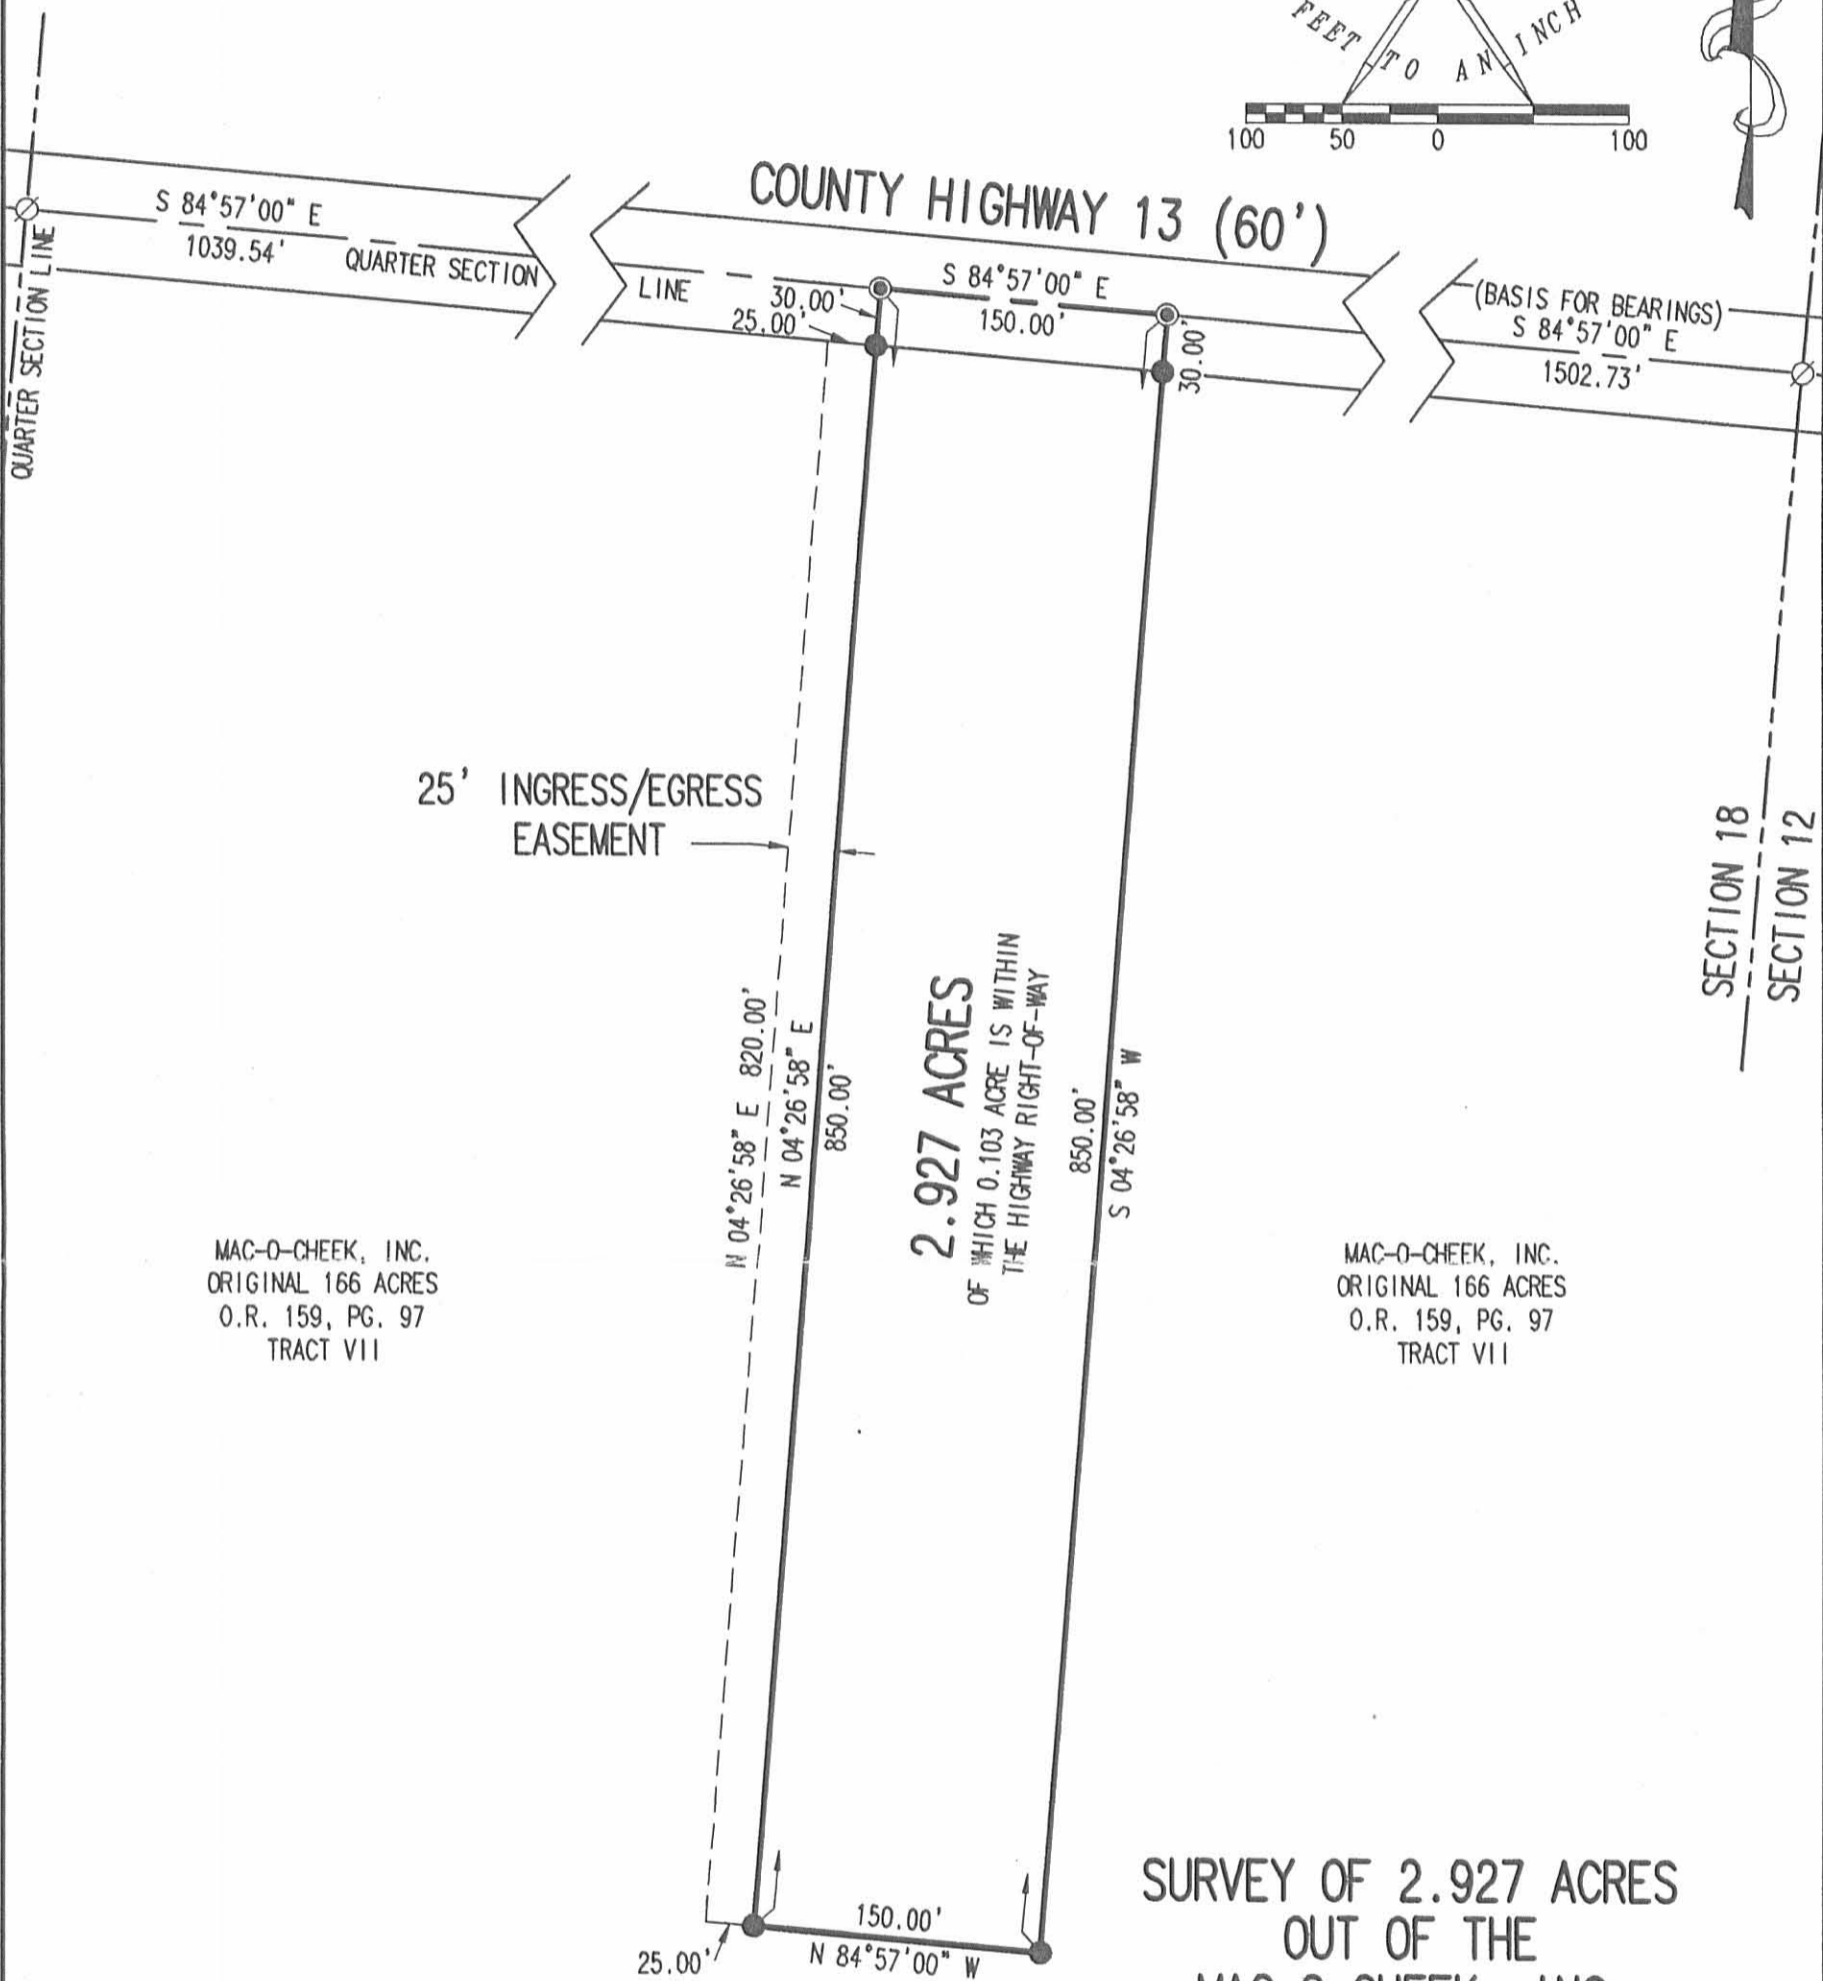 FEET TO AN INCH
100 50 0 100
COUNTY HIGHWAY 13 (60')
S 84°57'00" E
1039.54'
QUARTER SECTION
LINE
QUARTER SECTION LINE
30.00'
25.00'
S 84°57'00" E
150.00'
30.00'
(BASIS FOR BEARINGS)
S 84°57'00" E
1502.73'
25' INGRESS/EGRESS
EASEMENT
SECTION 18
SECTION 12
N 04°26'58" E 820.00'
N 04°26'58" E
850.00'
2.927 ACRES
OF WHICH 0.103 ACRE IS WITHIN
THE HIGHWAY RIGHT-OF-WAY
850.00'
S 04°26'58" W
MAC-O-CHEEK, INC.
ORIGINAL 166 ACRES
O.R. 159, PG. 97
TRACT VII
MAC-O-CHEEK, INC.
ORIGINAL 166 ACRES
O.R. 159, PG. 97
TRACT VII
150.00'
N 84°57'00" W
25.00'
SURVEY OF 2.927 ACRES
OUT OF THE
MAC-O-CHEEK, INC.